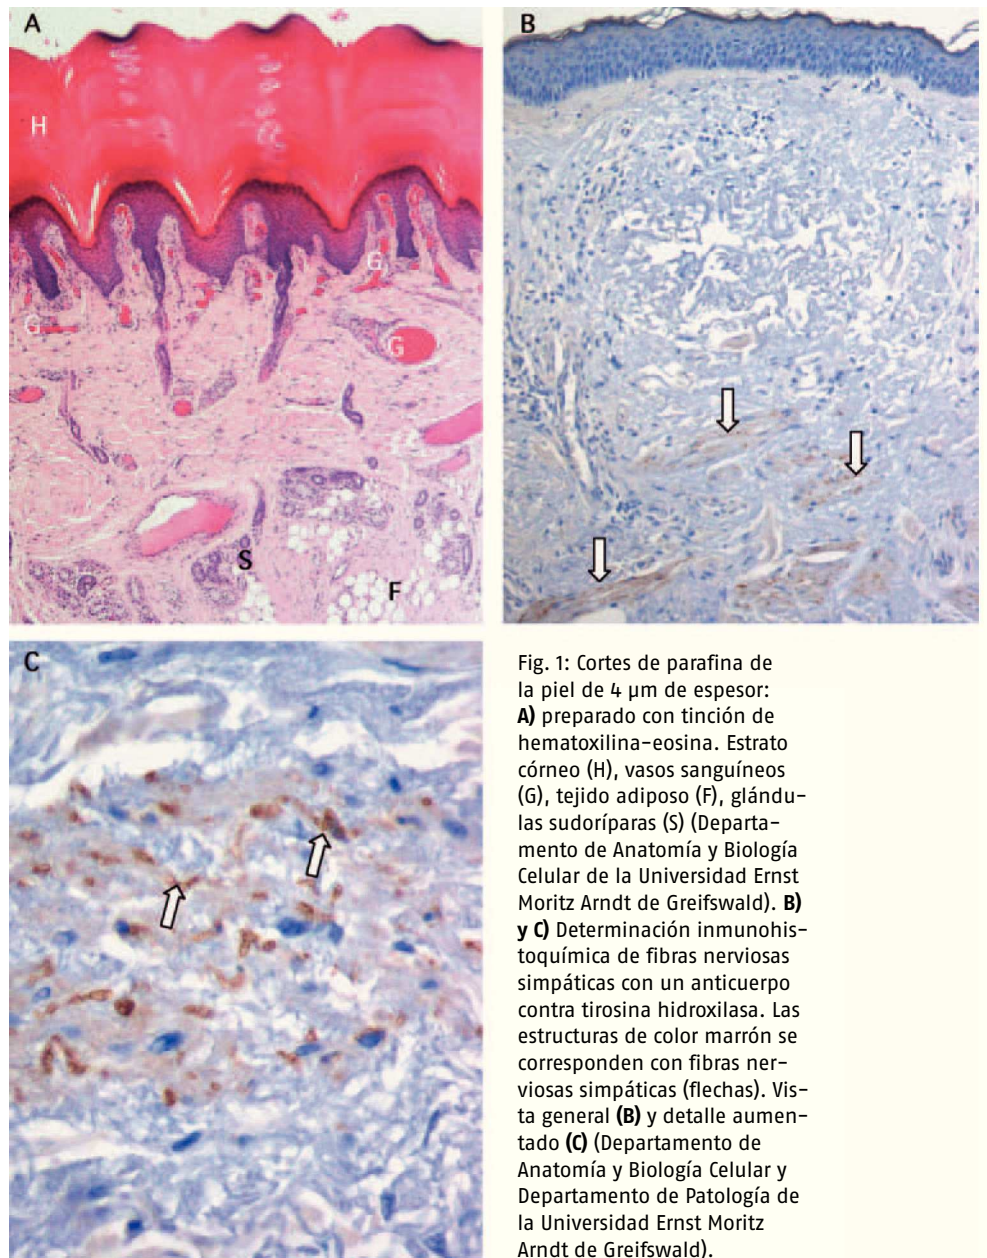 A
B
H
G
G
G
S
F
C
Fig. 1: Cortes de parafina de
la piel de 4 µm de espesor:
A) preparado con tinción de
hematoxilina-eosina. Estrato
córneo (H), vasos sanguíneos
(G), tejido adiposo (F), glándu-
las sudoríparas (S) (Departa-
mento de Anatomía y Biología
Celular de la Universidad Ernst
Moritz Arndt de Greifswald). B)
y C) Determinación inmunohis-
toquímica de fibras nerviosas
simpáticas con un anticuerpo
contra tirosina hidroxilasa. Las
estructuras de color marrón se
corresponden con fibras ner-
viosas simpáticas (flechas). Vis-
ta general (B) y detalle aumen-
tado (C) (Departamento de
Anatomía y Biología Celular y
Departamento de Patología de
la Universidad Ernst Moritz
Arndt de Greifswald).